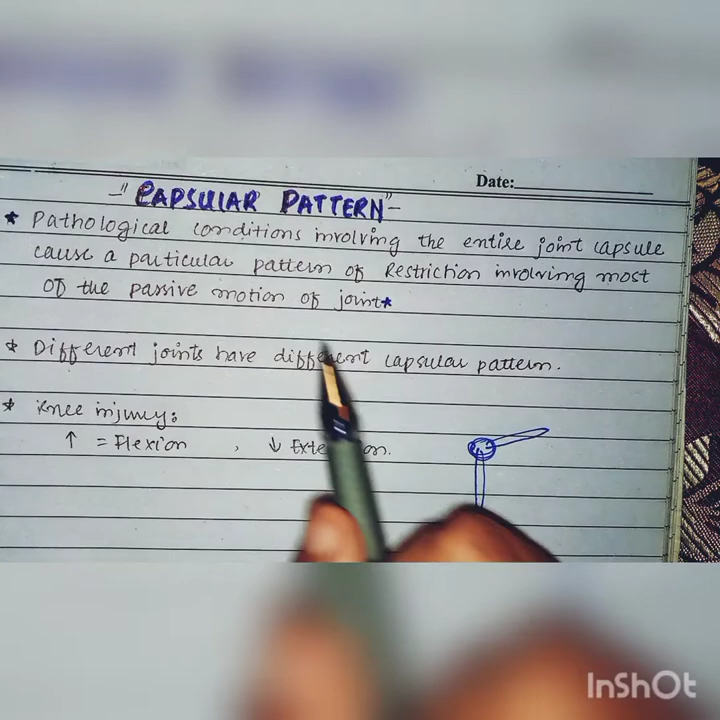 Date:
-"CAPSULAR PATTERN"-
* Pathological conditions involving the entire joint capsule
cause a particular pattern of Restriction involving most
of the passive motion of joint*
* Different joints have different capsular pattern.
* Knee injury:
↑ = Flexion , ↓ Exte on.
InShOt